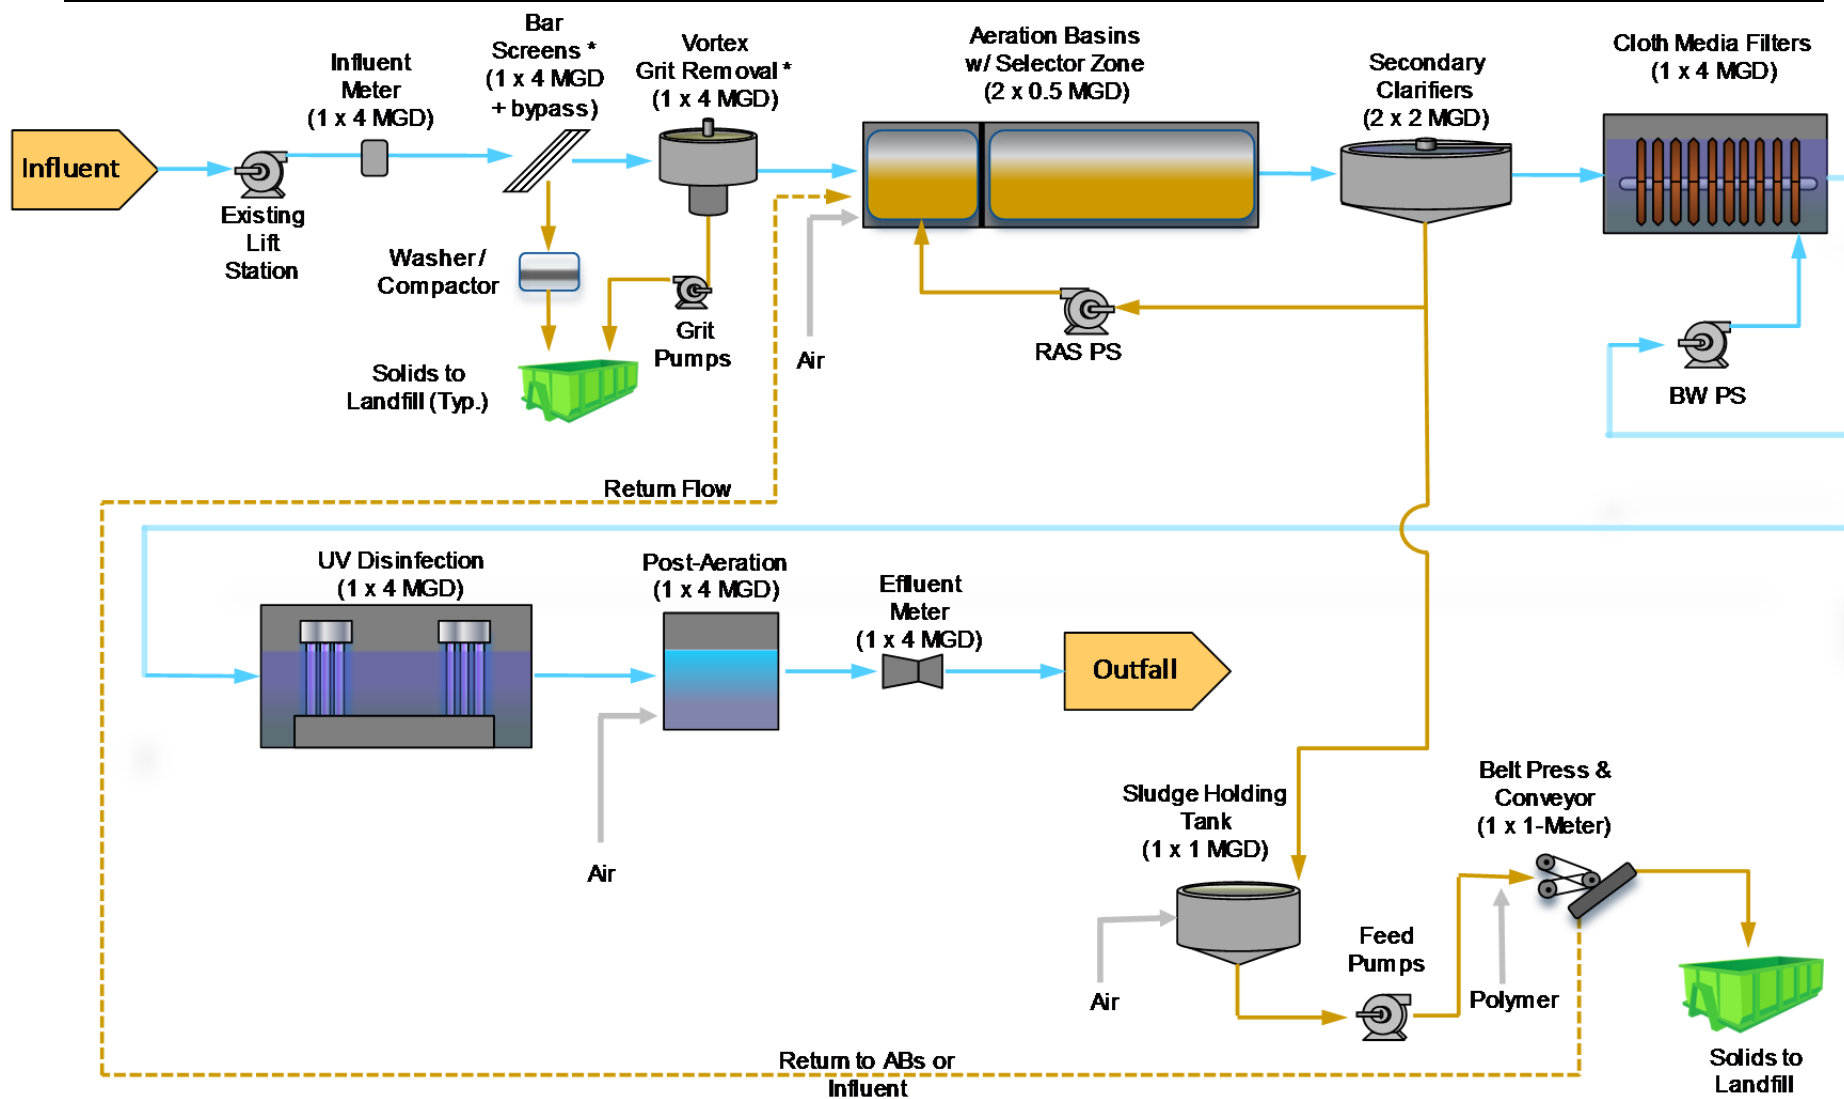 Influent
Existing
Lift
Station
Influent
Meter
(1 x 4 MGD)
Bar
Screens *
(1 x 4 MGD
+ bypass)
Washer /
Compactor
Solids to
Landfill (Typ.)
Vortex
Grit Removal *
(1 x 4 MGD)
Grit
Pumps
Air
Aeration Basins
w/ Selector Zone
(2 x 0.5 MGD)
RAS PS
Secondary
Clarifiers
(2 x 2 MGD)
Cloth Media Filters
(1 x 4 MGD)
BW PS
Return Flow
UV Disinfection
(1 x 4 MGD)
Post-Aeration
(1 x 4 MGD)
Air
Effluent
Meter
(1 x 4 MGD)
Outfall
Sludge Holding
Tank
(1 x 1 MGD)
Air
Feed
Pumps
Belt Press &
Conveyor
(1 x 1-Meter)
Polymer
Solids to
Landfill
Return to ABs or
Influent